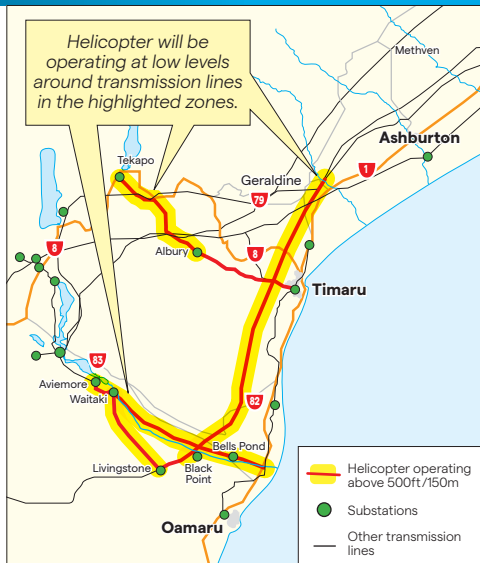 Helicopter will be
operating at low levels
around transmission lines
in the highlighted zones.
Methven
Ashburton
Tekapo
1
Geraldine
79
8
Albury
8
Timaru
83
Aviemore
Waitaki
82
Bells Pond
Livingstone
Black
Point
Oamaru
Helicopter operating
above 500ft/150m
Substations
Other transmission
lines